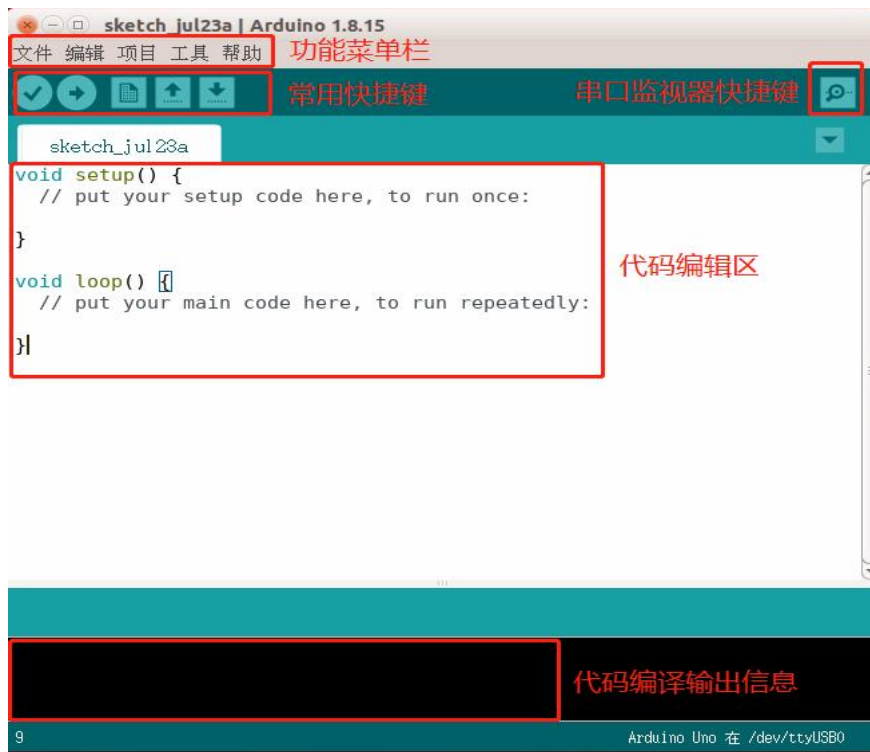 sketch_jul23a | Arduino 1.8.15
文件 编辑 项目 工具 帮助 功能菜单栏
常用快捷键 串口监视器快捷键
sketch_jul23a
void setup() {
  // put your setup code here, to run once:
}
void loop() {
  // put your main code here, to run repeatedly:
}
代码编辑区
代码编译输出信息
9 Arduino Uno 在 /dev/ttyUSB0